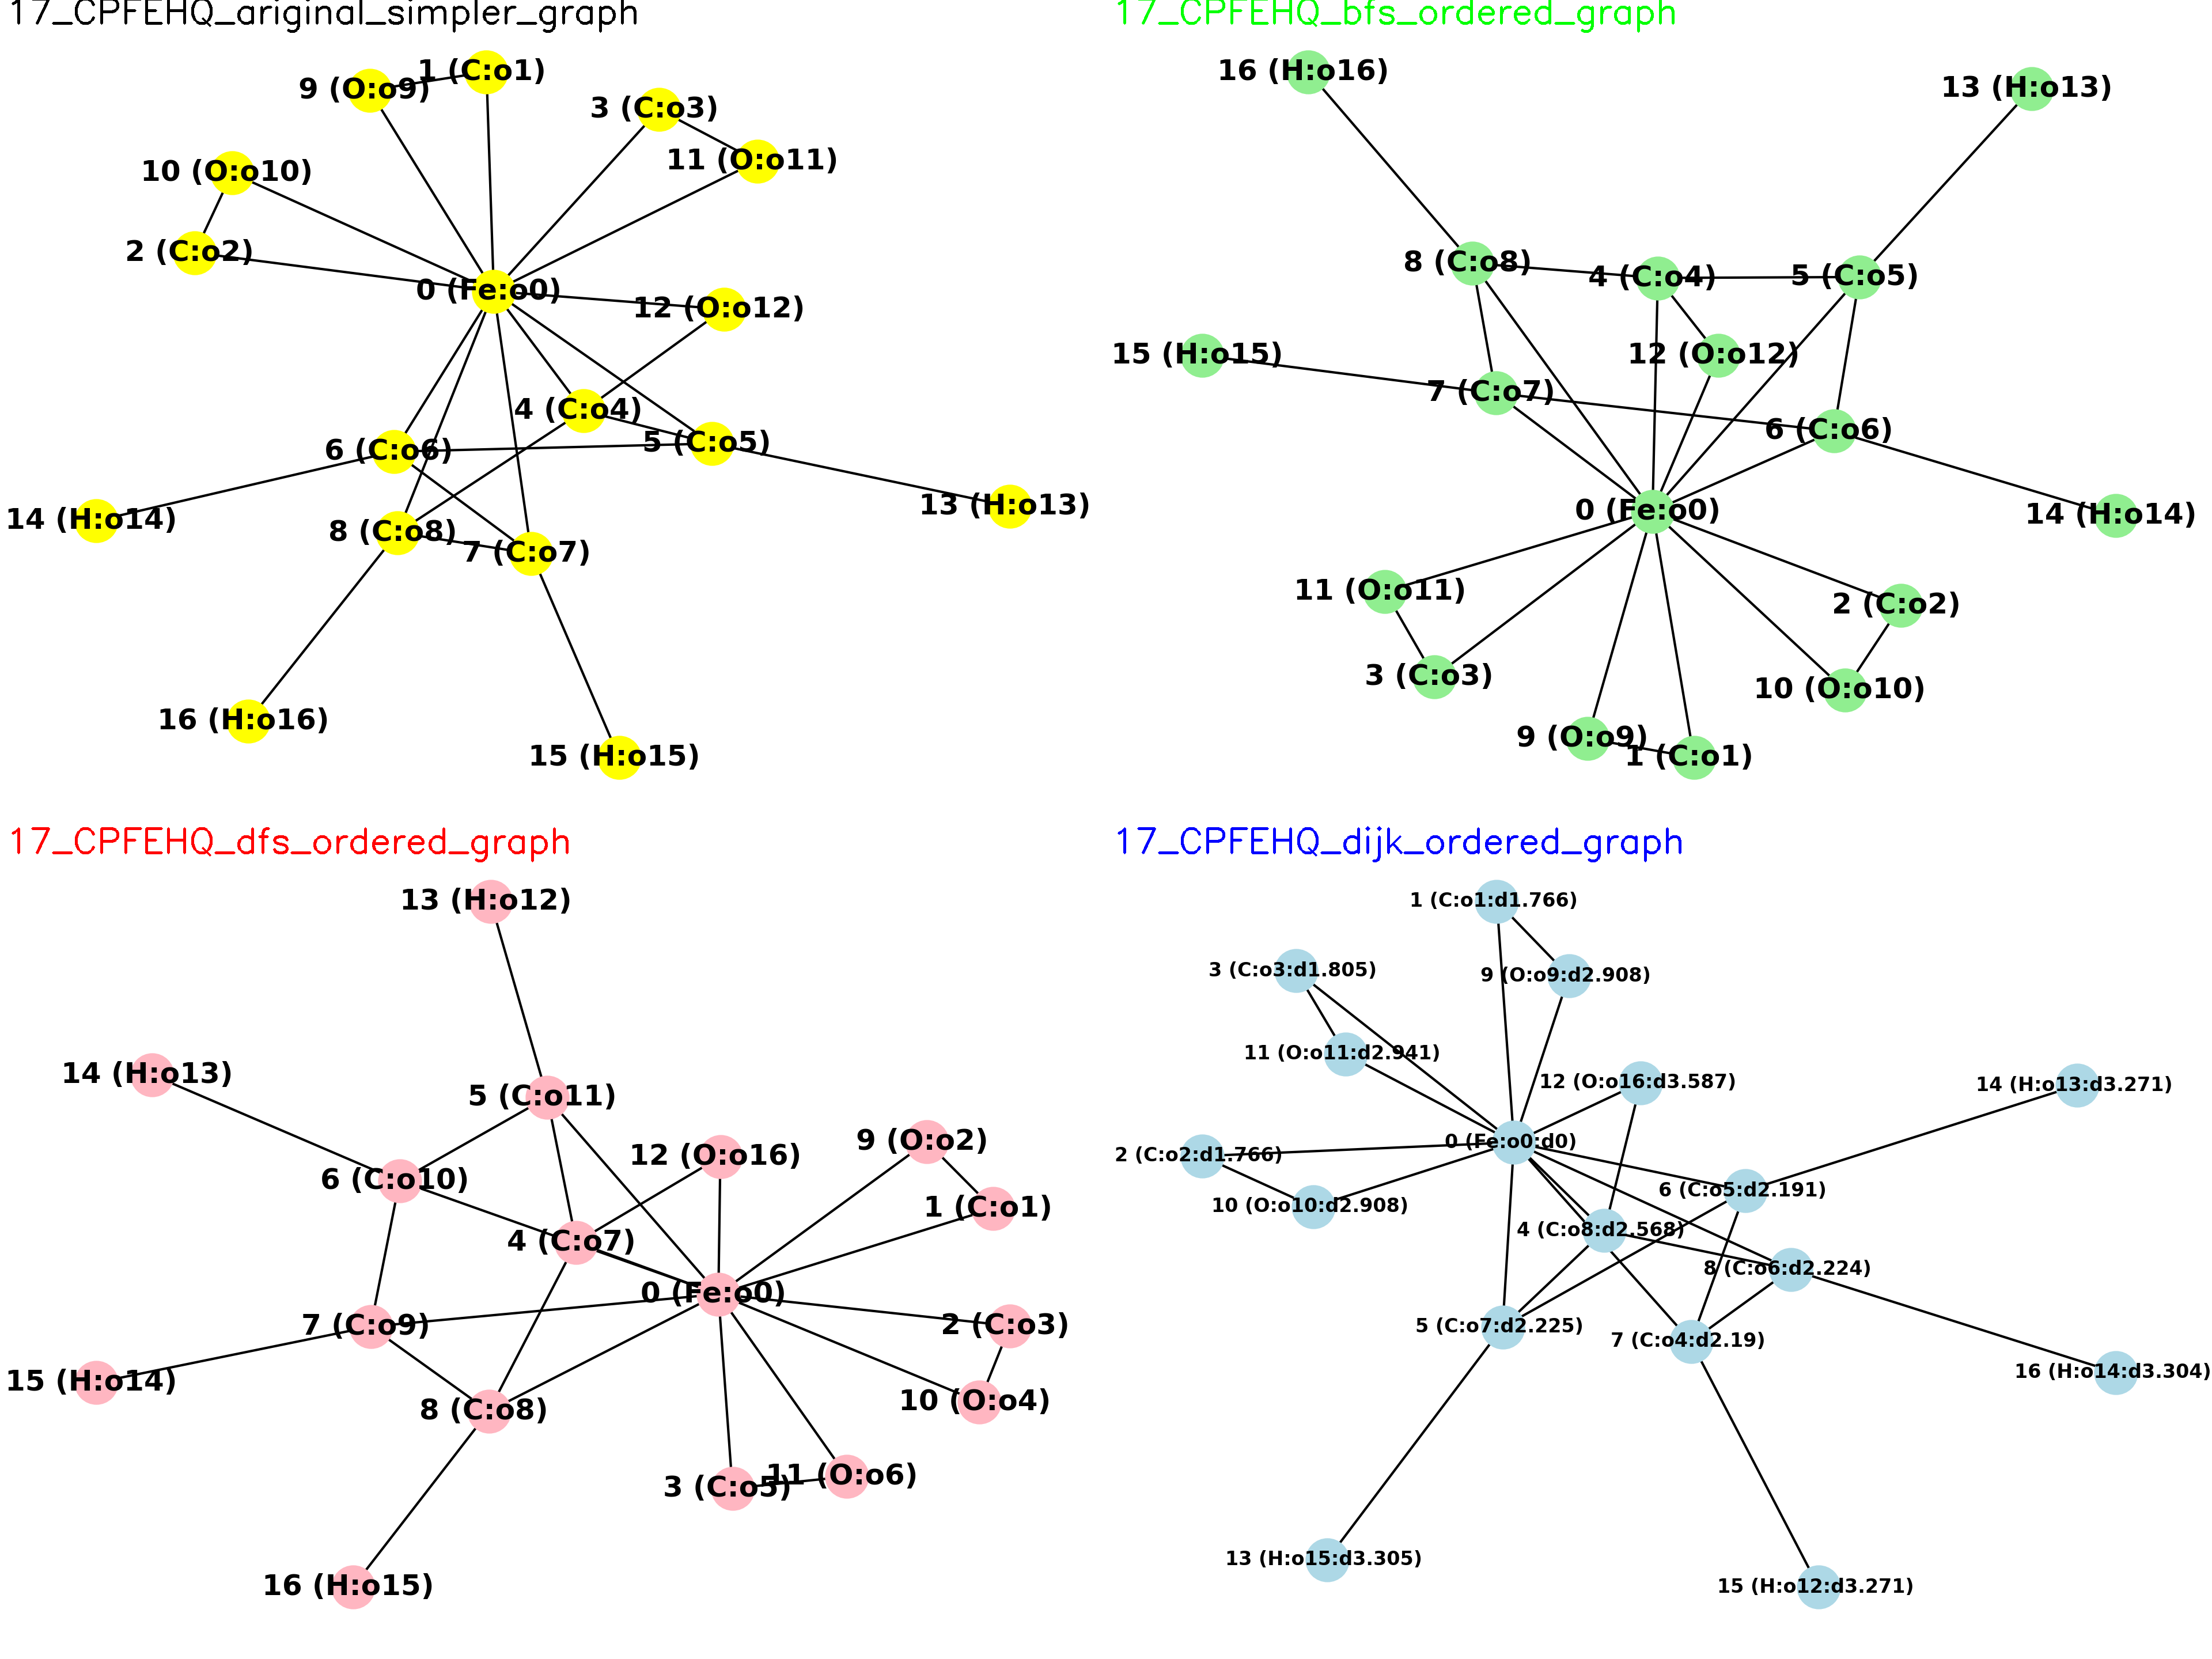 17_CPFEHQ_ariginal_simpler_graph
1 (C:o1)
9 (O:o9)
3 (C:o3)
11 (O:o11)
10 (O:o10)
2 (C:o2)
0 (Fe:o0)
12 (O:o12)
4 (C:o4)
5 (C:o5)
6 (C:o6)
13 (H:o13)
14 (H:o14)
8 (C:o8)
7 (C:o7)
16 (H:o16)
15 (H:o15)
17_CPFEHQ_bfs_ordered_graph
16 (H:o16)
13 (H:o13)
8 (C:o8)
4 (C:o4)
5 (C:o5)
15 (H:o15)
12 (O:o12)
7 (C:o7)
6 (C:o6)
0 (Fe:o0)
14 (H:o14)
11 (O:o11)
2 (C:o2)
3 (C:o3)
10 (O:o10)
9 (O:o9)
1 (C:o1)
17_CPFEHQ_dfs_ordered_graph
13 (H:o12)
14 (H:o13)
5 (C:o11)
12 (O:o16)
9 (O:o2)
6 (C:o10)
1 (C:o1)
4 (C:o7)
0 (Fe:o0)
7 (C:o9)
2 (C:o3)
15 (H:o14)
8 (C:o8)
10 (O:o4)
3 (C:o5)
11 (O:o6)
16 (H:o15)
17_CPFEHQ_dijk_ordered_graph
1 (C:o1:d1.766)
3 (C:o3:d1.805)
9 (O:o9:d2.908)
11 (O:o11:d2.941)
12 (O:o16:d3.587)
14 (H:o13:d3.271)
0 (Fe:o0:d0)
2 (C:o2:d1.766)
6 (C:o5:d2.191)
10 (O:o10:d2.908)
4 (C:o8:d2.568)
8 (C:o6:d2.224)
5 (C:o7:d2.225)
7 (C:o4:d2.19)
16 (H:o14:d3.304)
13 (H:o15:d3.305)
15 (H:o12:d3.271)